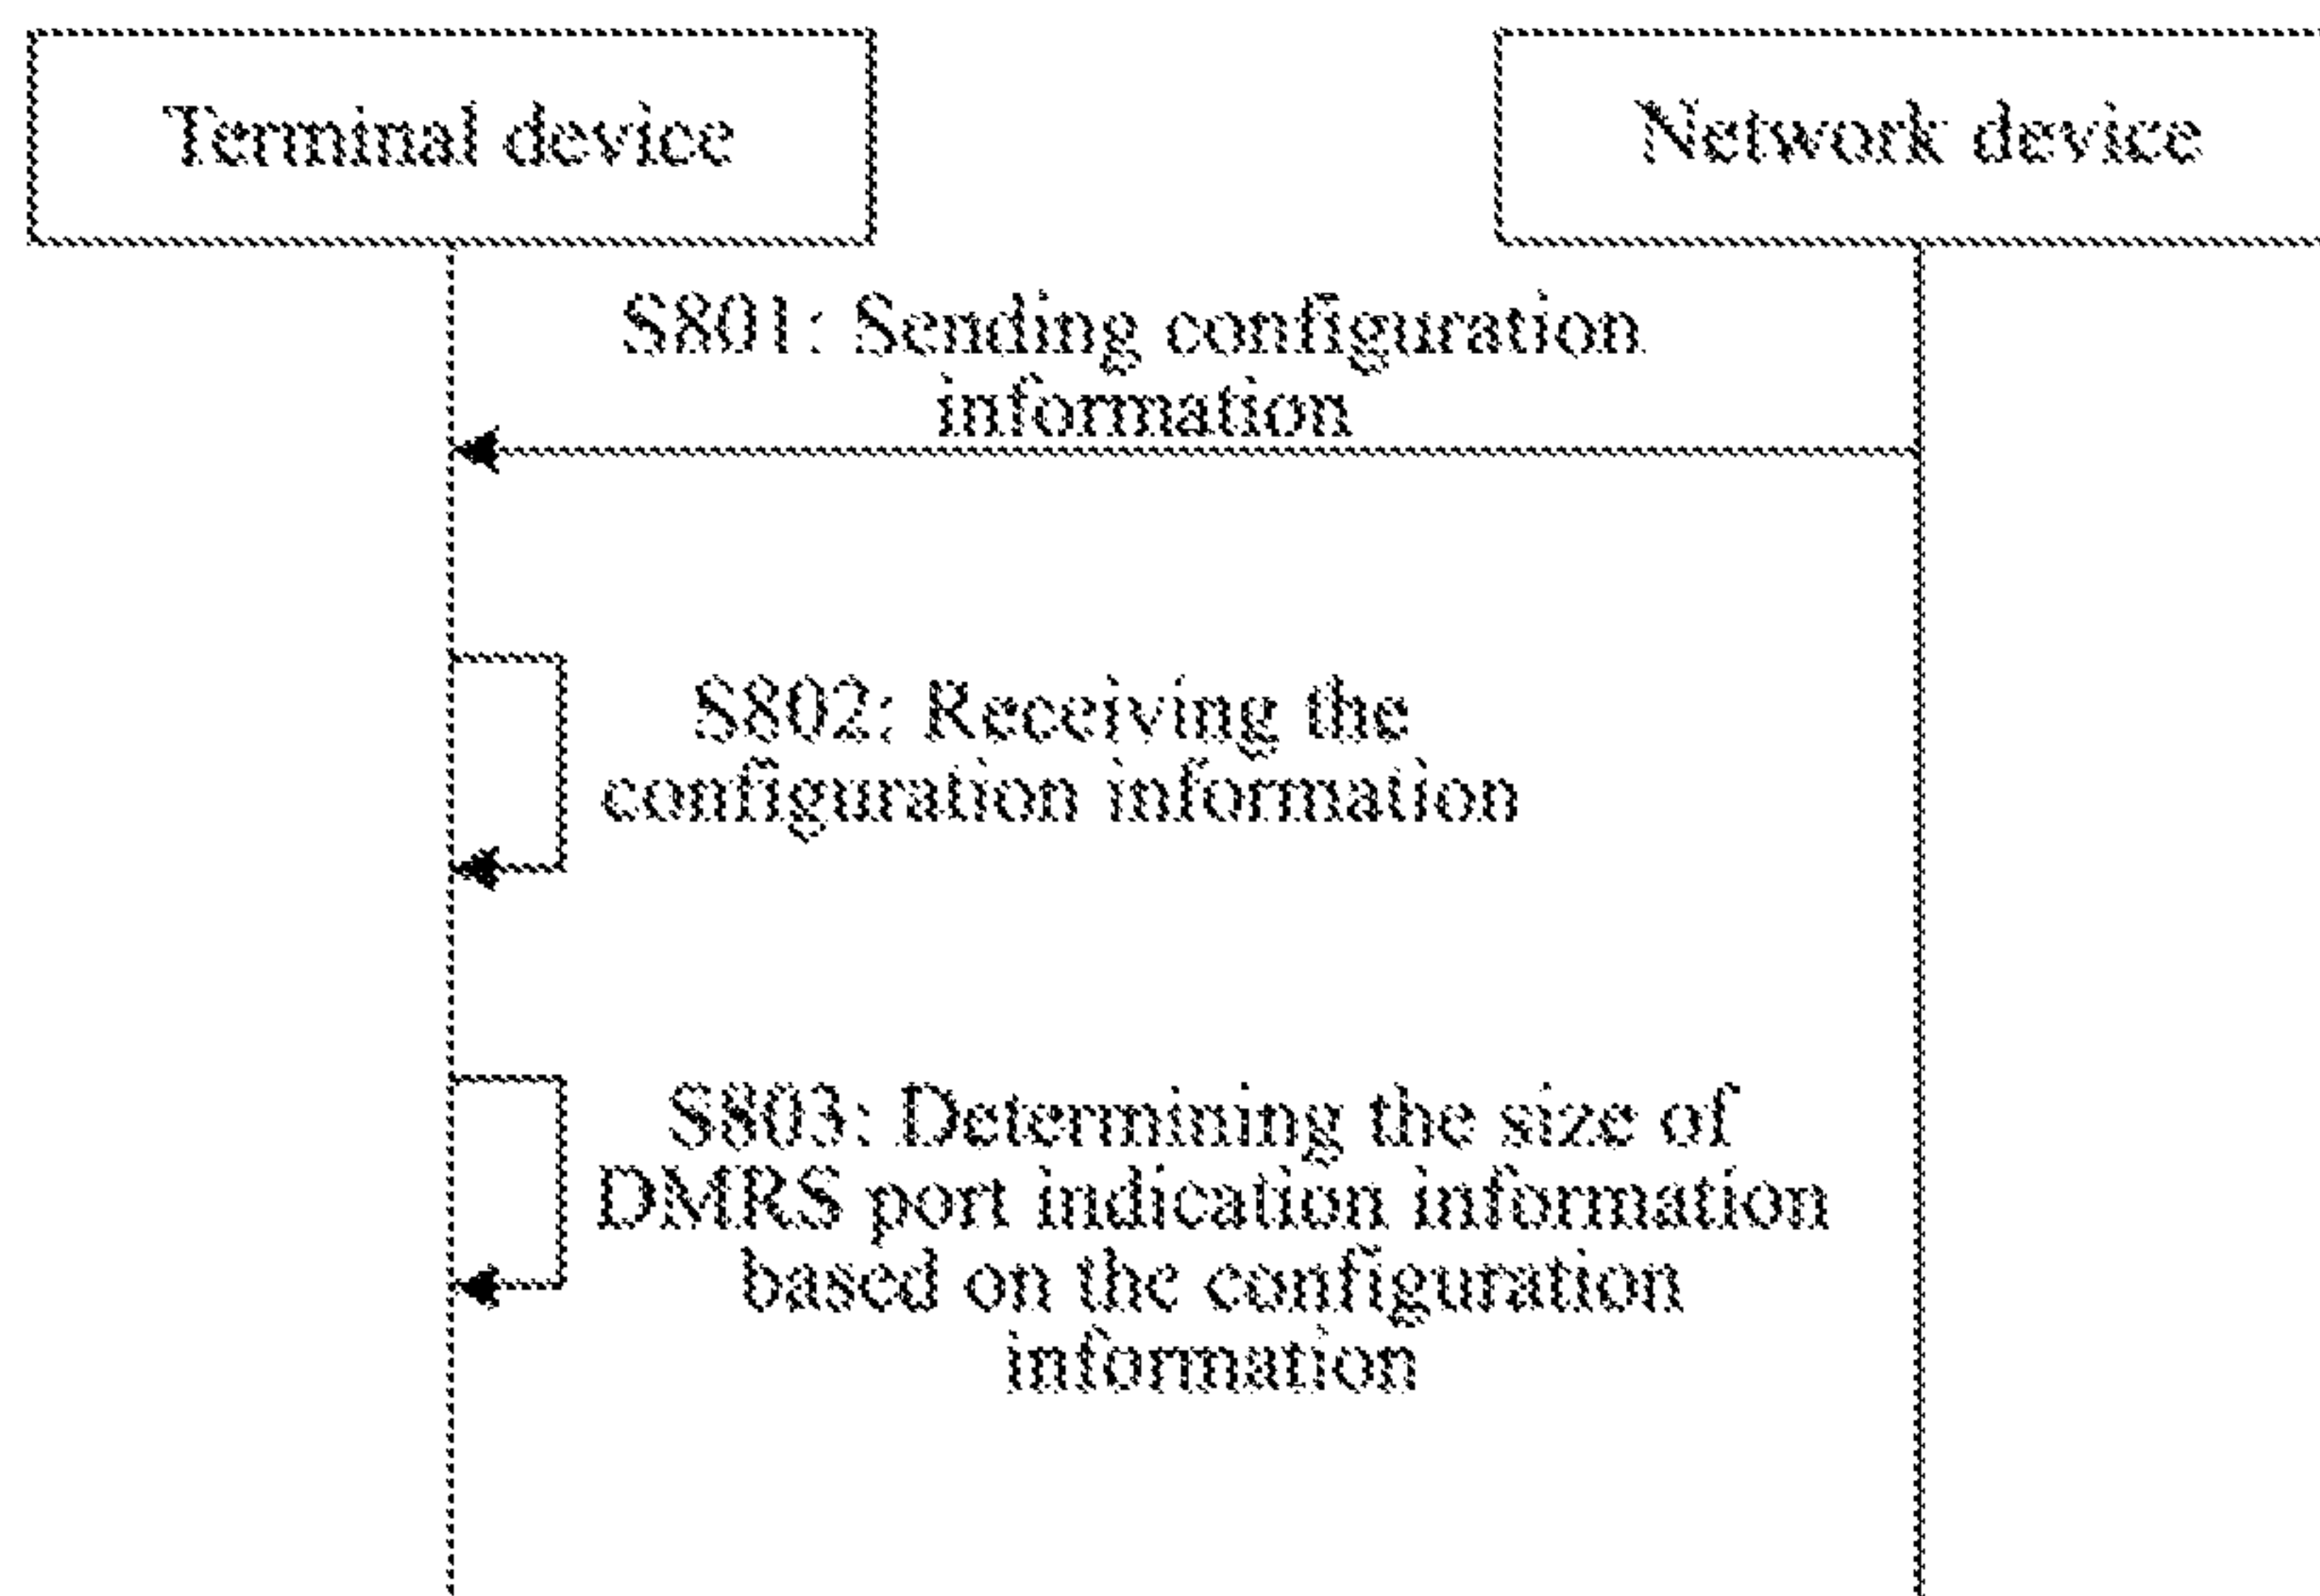 Terminal device
Network device
S801: Sending configuration
information
S802: Receiving the
configuration information
S803: Determining the size of
DMRS port indication information
based on the configuration
information